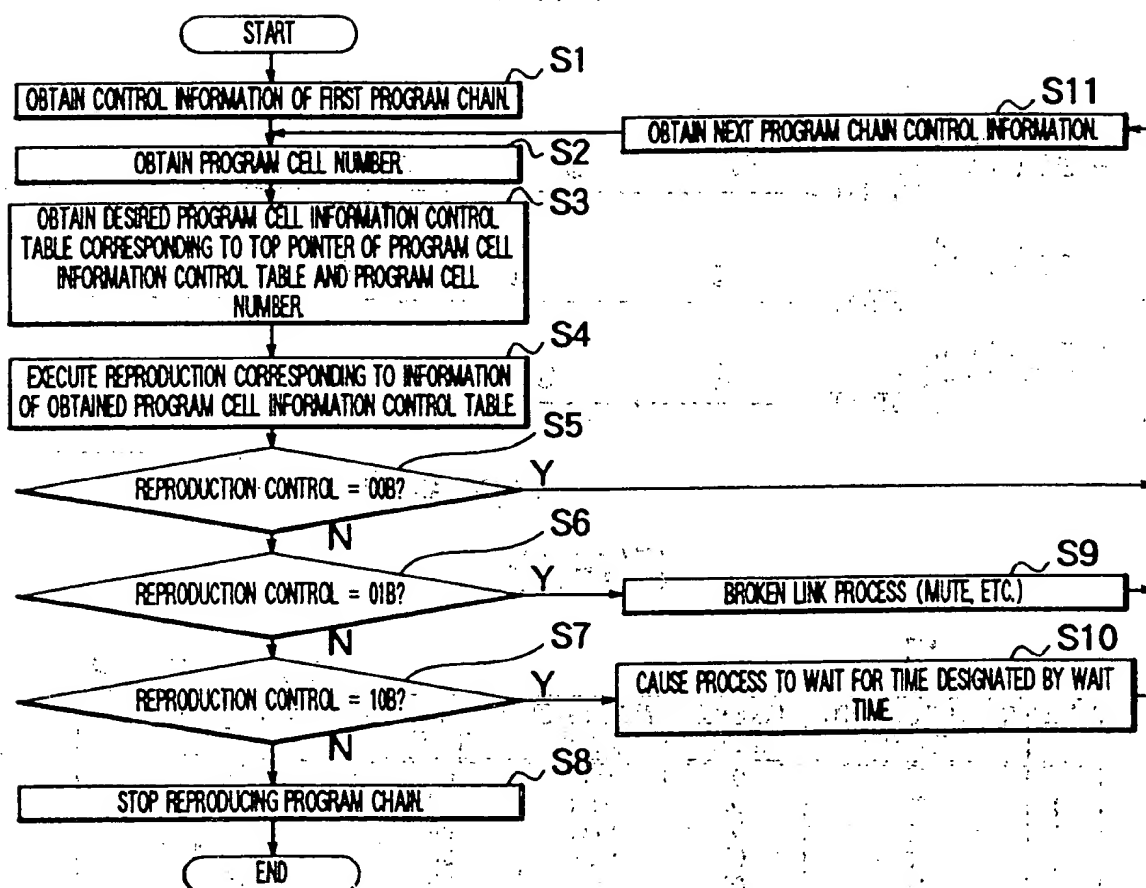 START
S1
OBTAIN CONTROL INFORMATION OF FIRST PROGRAM CHAIN.
S11
OBTAIN NEXT PROGRAM CHAIN CONTROL INFORMATION.
S2
OBTAIN PROGRAM CELL NUMBER.
S3
OBTAIN DESIRED PROGRAM CELL INFORMATION CONTROL
TABLE CORRESPONDING TO TOP POINTER OF PROGRAM CELL
INFORMATION CONTROL TABLE AND PROGRAM CELL
NUMBER.
S4
EXECUTE REPRODUCTION CORRESPONDING TO INFORMATION
OF OBTAINED PROGRAM CELL INFORMATION CONTROL TABLE.
S5
REPRODUCTION CONTROL = 00B?
Y
N
S6
REPRODUCTION CONTROL = 01B?
Y
S9
BROKEN LINK PROCESS (MUTE, ETC.)
N
S7
REPRODUCTION CONTROL = 10B?
Y
S10
CAUSE PROCESS TO WAIT FOR TIME DESIGNATED BY WAIT
TIME.
N
S8
STOP REPRODUCING PROGRAM CHAIN.
END